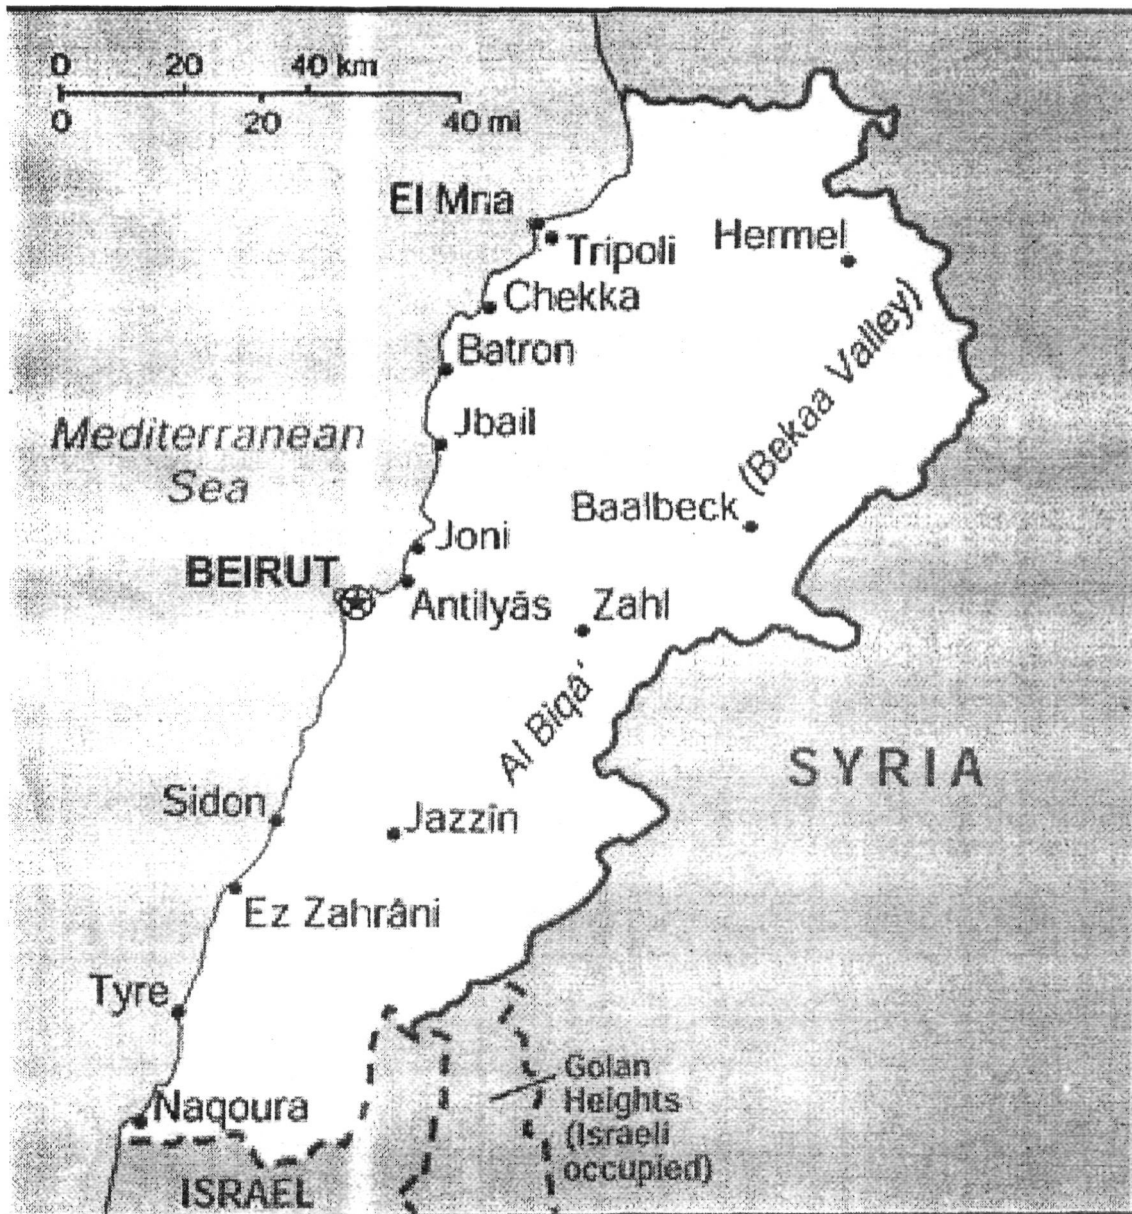 0 20 40 km
0 20 40 mi
El Mna
Tripoli
Hermel
Chekka
Batron
(Bekaa Valley)
Jbail
Mediterranean
Sea
Baalbeck
Joni
BEIRUT
Antilyās
Zahl
Al Biqā'
SYRIA
Sidon
Jazzīn
Ez Zahrāni
Tyre
Golan
Heights
(Israeli
occupied)
Naqoura
ISRAEL